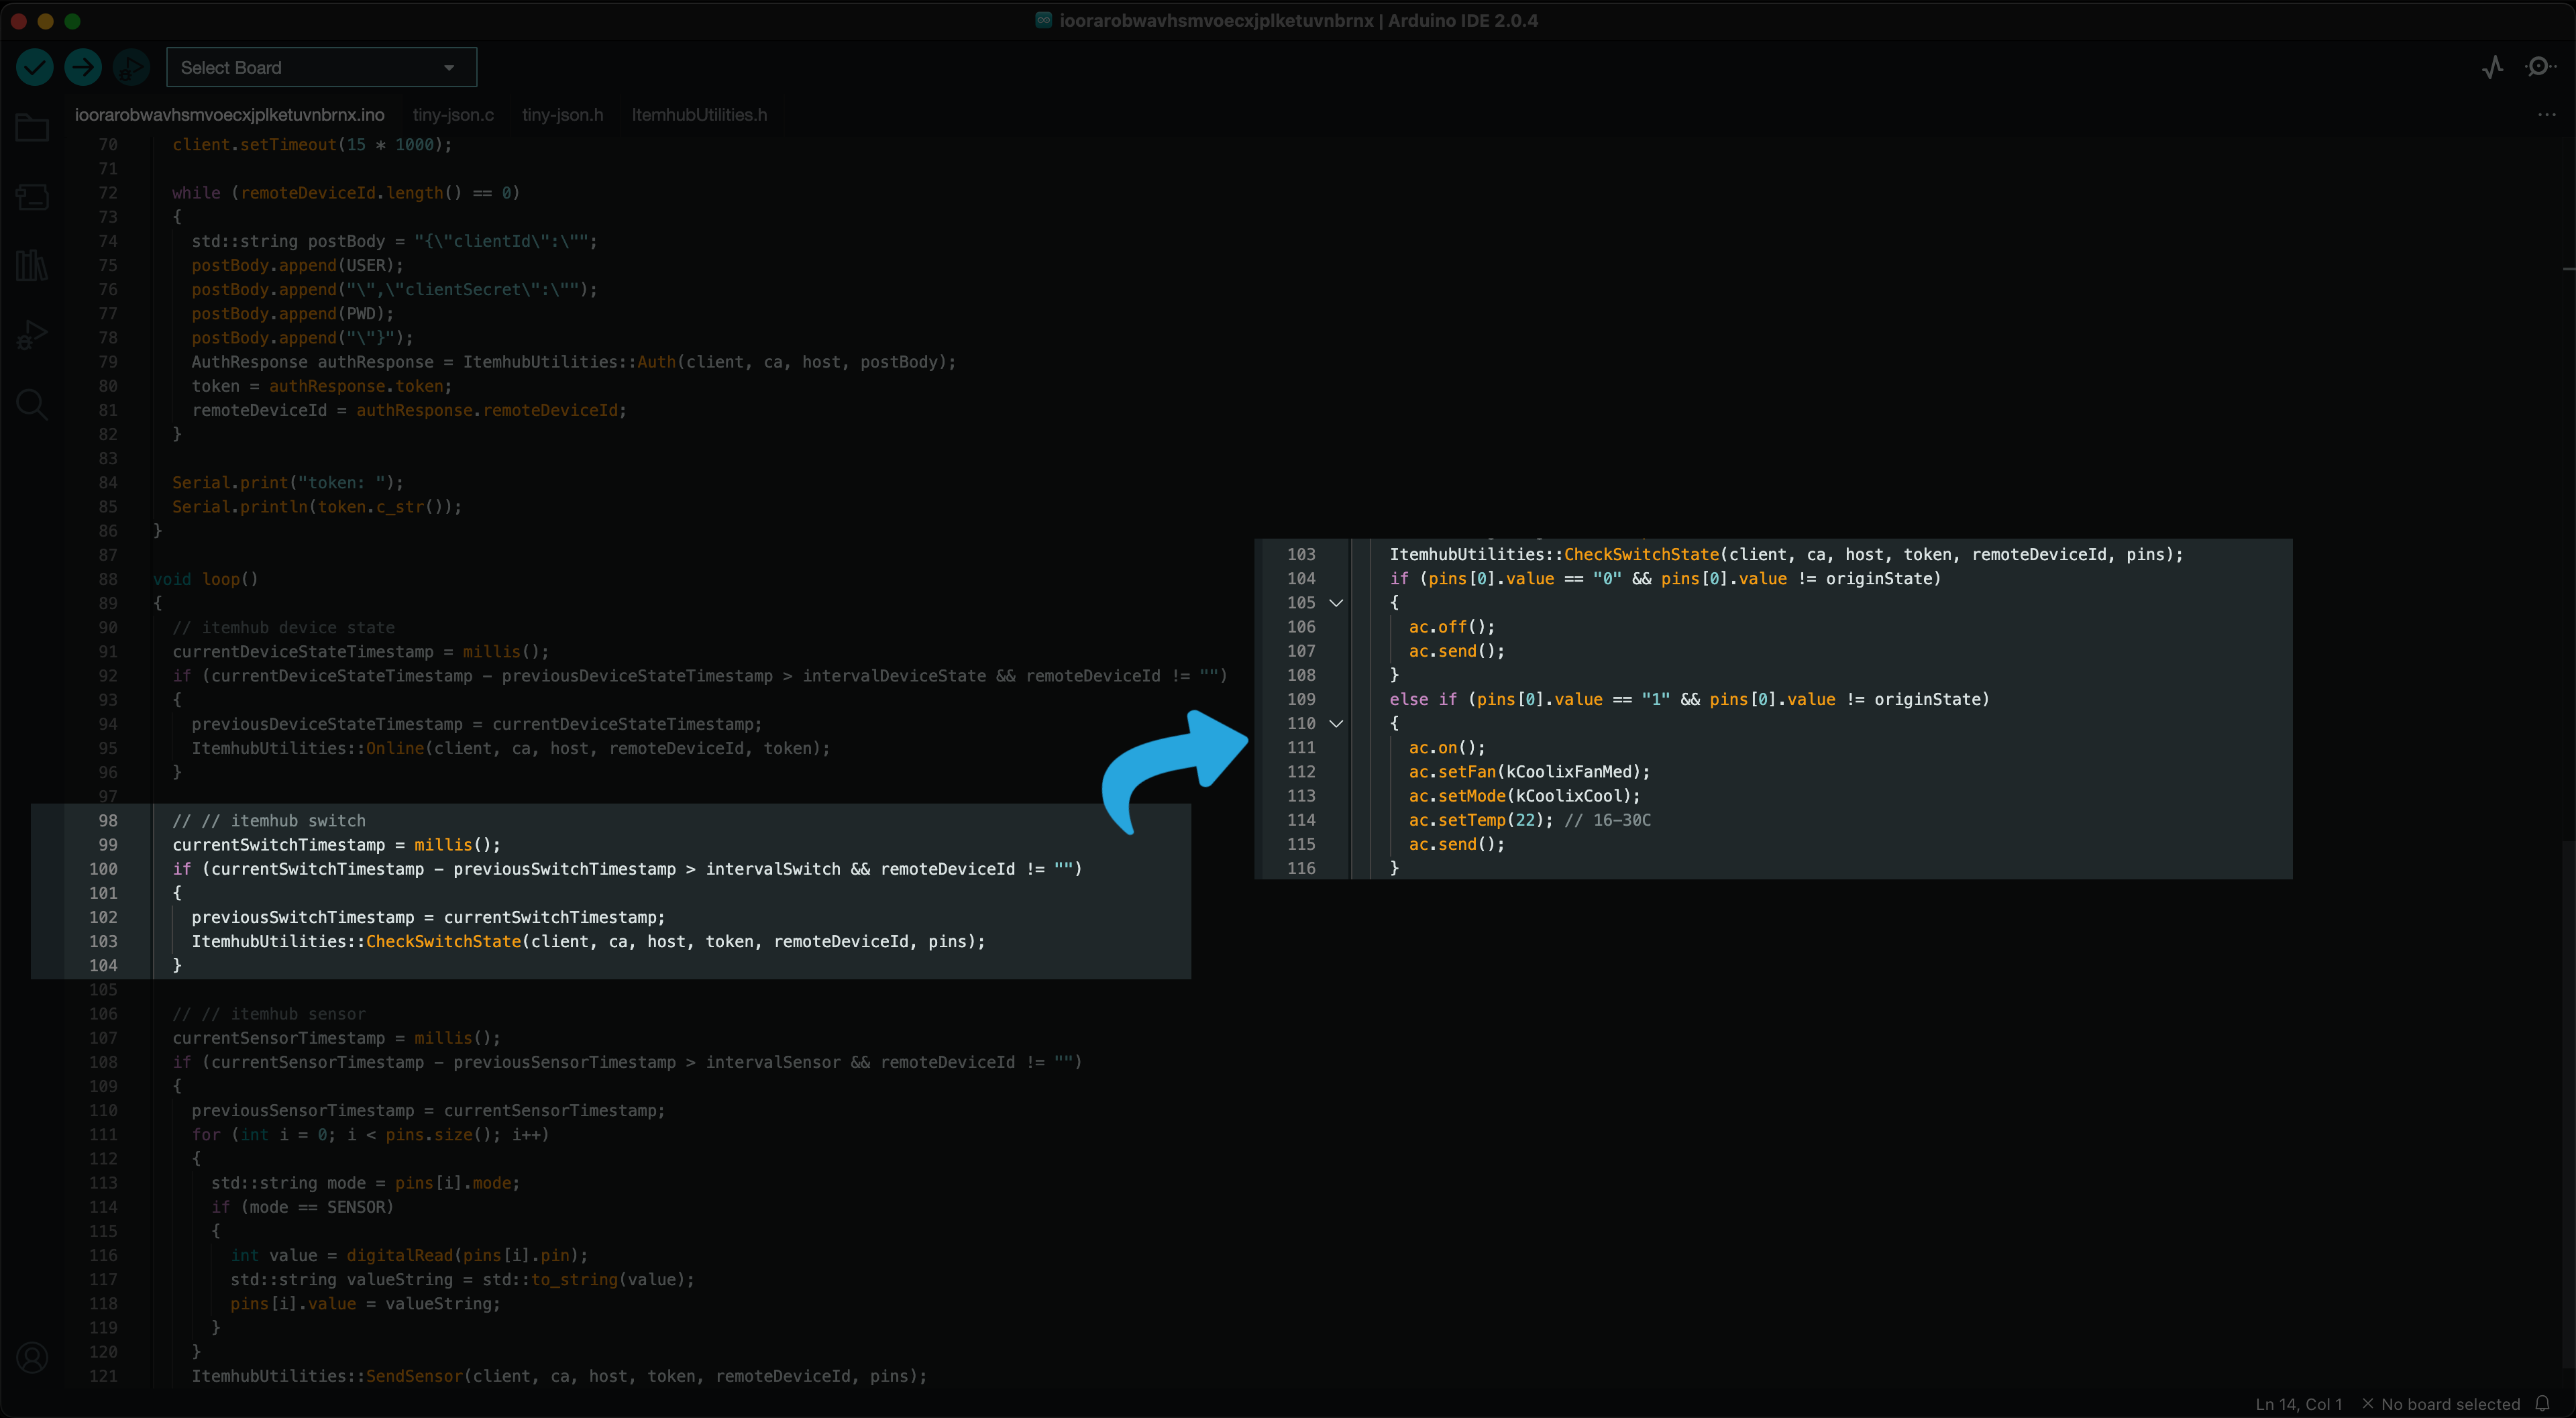 ioorarobwavhsmvoecxjplketuvnbrnx | Arduino IDE 2.0.4
Select Board
ioorarobwavhsmvoecxjplketuvnbrnx.ino tiny-json.c tiny-json.h ItemhubUtilities.h
70 client.setTimeout(15 * 1000);
71
72 while (remoteDeviceId.length() == 0)
73 {
74 std::string postBody = "{\"clientId\":\"";
75 postBody.append(USER);
76 postBody.append("\",\"clientSecret\":\"");
77 postBody.append(PWD);
78 postBody.append("\"}");
79 AuthResponse authResponse = ItemhubUtilities::Auth(client, ca, host, postBody);
80 token = authResponse.token;
81 remoteDeviceId = authResponse.remoteDeviceId;
82 }
83
84 Serial.print("token: ");
85 Serial.println(token.c_str());
86 }
87
88 void loop()
89 {
90 // itemhub device state
91 currentDeviceStateTimestamp = millis();
92 if (currentDeviceStateTimestamp - previousDeviceStateTimestamp > intervalDeviceState && remoteDeviceId != "")
93 {
94 previousDeviceStateTimestamp = currentDeviceStateTimestamp;
95 ItemhubUtilities::Online(client, ca, host, remoteDeviceId, token);
96 }
97
98 // // itemhub switch
99 currentSwitchTimestamp = millis();
100 if (currentSwitchTimestamp - previousSwitchTimestamp > intervalSwitch && remoteDeviceId != "")
101 {
102 previousSwitchTimestamp = currentSwitchTimestamp;
103 ItemhubUtilities::CheckSwitchState(client, ca, host, token, remoteDeviceId, pins);
104 }
105
106 // // itemhub sensor
107 currentSensorTimestamp = millis();
108 if (currentSensorTimestamp - previousSensorTimestamp > intervalSensor && remoteDeviceId != "")
109 {
110 previousSensorTimestamp = currentSensorTimestamp;
111 for (int i = 0; i < pins.size(); i++)
112 {
113 std::string mode = pins[i].mode;
114 if (mode == SENSOR)
115 {
116 int value = digitalRead(pins[i].pin);
117 std::string valueString = std::to_string(value);
118 pins[i].value = valueString;
119 }
120 }
121 ItemhubUtilities::SendSensor(client, ca, host, token, remoteDeviceId, pins);
103 ItemhubUtilities::CheckSwitchState(client, ca, host, token, remoteDeviceId, pins);
104 if (pins[0].value == "0" && pins[0].value != originState)
105 {
106 ac.off();
107 ac.send();
108 }
109 else if (pins[0].value == "1" && pins[0].value != originState)
110 {
111 ac.on();
112 ac.setFan(kCoolixFanMed);
113 ac.setMode(kCoolixCool);
114 ac.setTemp(22); // 16-30C
115 ac.send();
116 }
Ln 14, Col 1 × No board selected